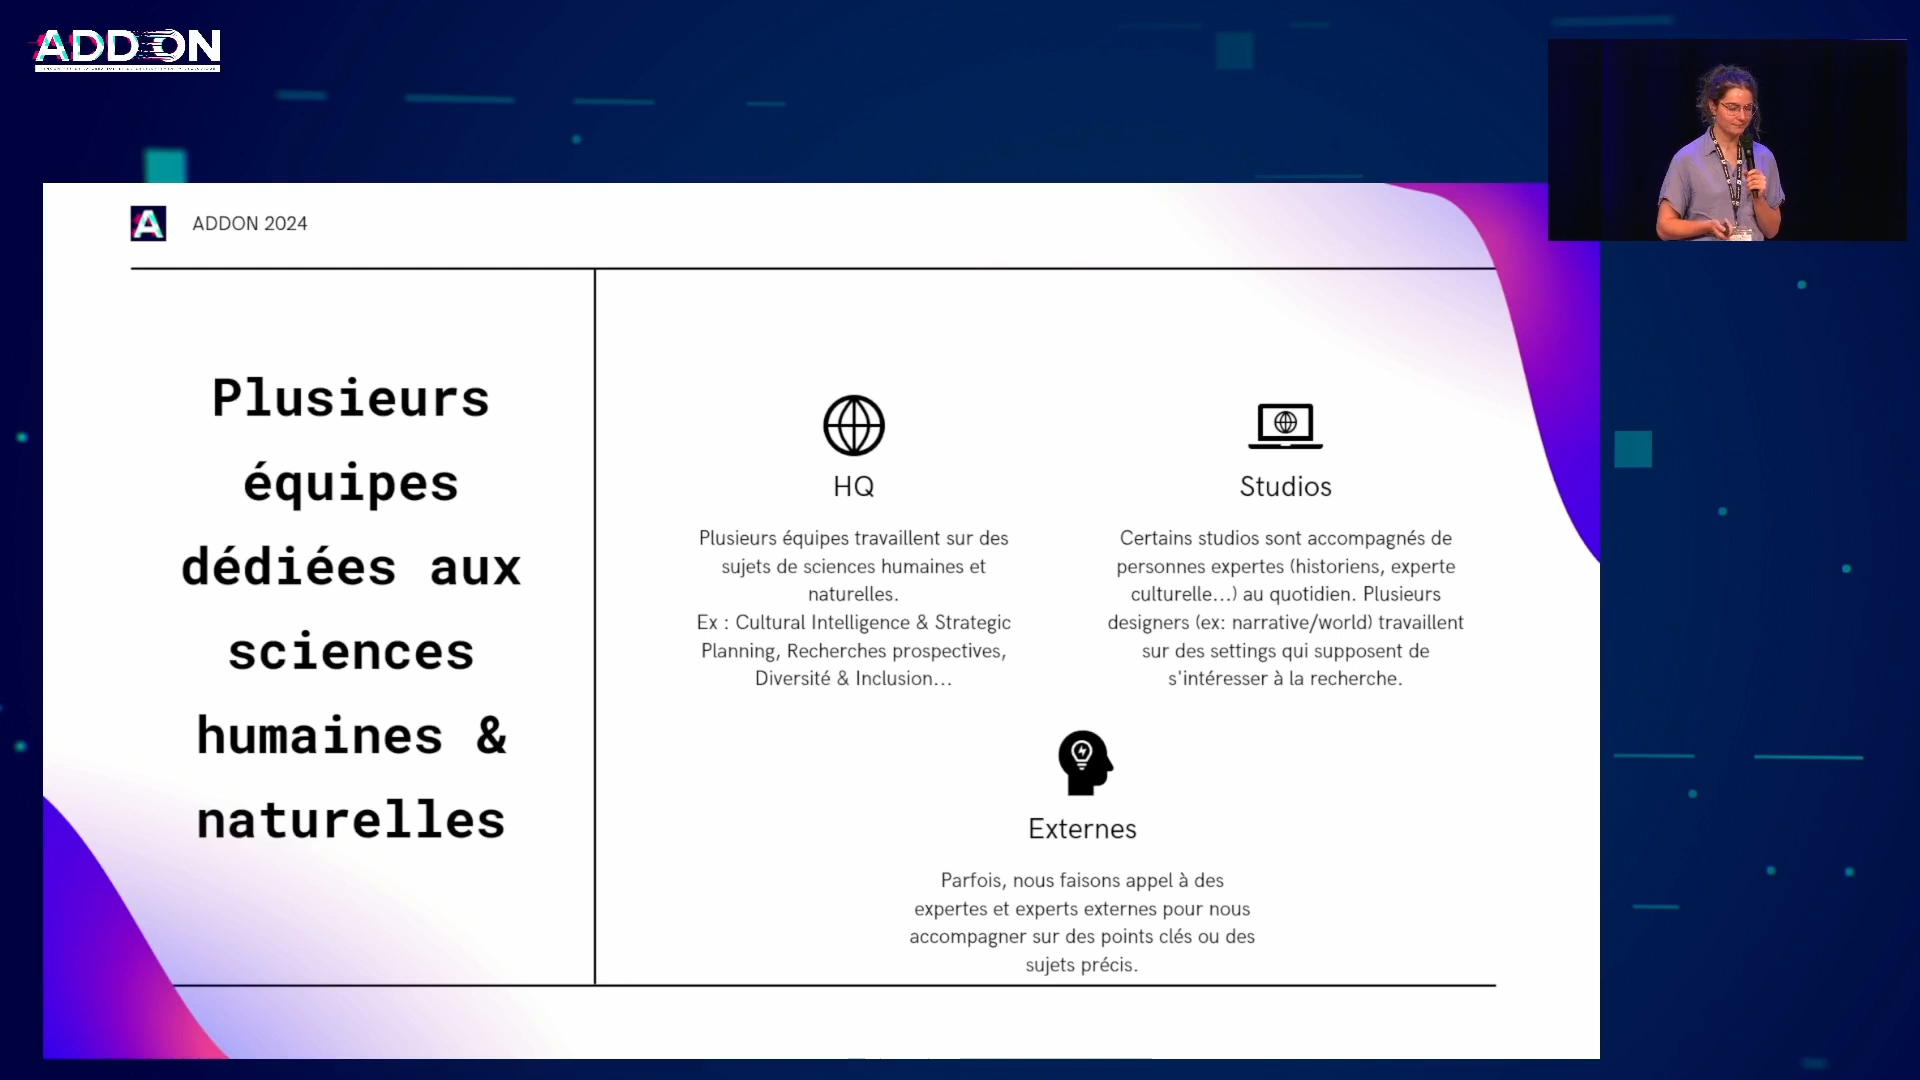 ADDON
ADDON 2024
Plusieurs
équipes
dédiées aux
sciences
humaines &
naturelles
HQ
Plusieurs équipes travaillent sur des
sujets de sciences humaines et
naturelles.
Ex : Cultural Intelligence & Strategic
Planning, Recherches prospectives,
Diversité & Inclusion...
Studios
Certains studios sont accompagnés de
personnes expertes (historiens, experte
culturelle...) au quotidien. Plusieurs
designers (ex: narrative/world) travaillent
sur des settings qui supposent de
s'intéresser à la recherche.
Externes
Parfois, nous faisons appel à des
expertes et experts externes pour nous
accompagner sur des points clés ou des
sujets précis.